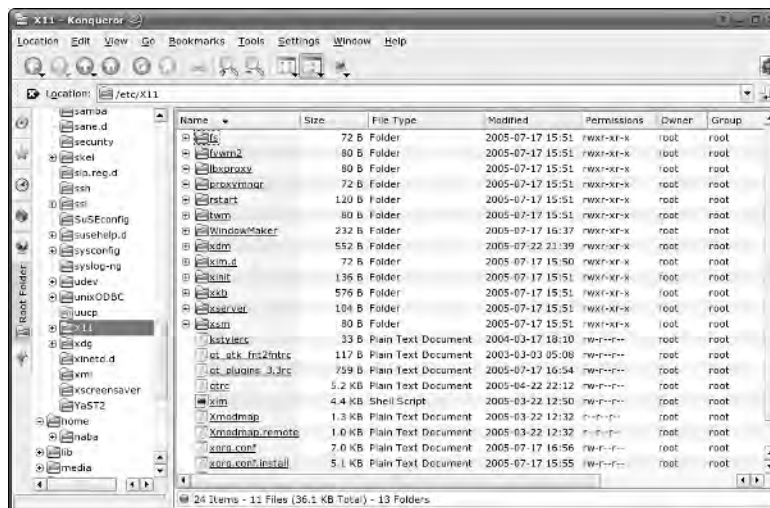 X11 - Konqueror
Location Edit View Go Bookmarks Tools Settings Window Help
Location: /etc/X11
samba
sane.d
security
skel
slp.reg.d
ssh
ssl
SuSEconfig
susehelp.d
sysconfig
syslog-ng
udev
unixODBC
uucp
X11
xdg
xinetd.d
xml
xscreensaver
YaST2
home
naba
lib
media
Root Folder
Name Size File Type Modified Permissions Owner Group
fs 72 B Folder 2005-07-17 15:51 rwxr-xr-x root root
fvwm2 80 B Folder 2005-07-17 15:51 rwxr-xr-x root root
lbxproxy 80 B Folder 2005-07-17 15:51 rwxr-xr-x root root
proxymngr 72 B Folder 2005-07-17 15:51 rwxr-xr-x root root
rstart 120 B Folder 2005-07-17 15:51 rwxr-xr-x root root
twm 80 B Folder 2005-07-17 15:51 rwxr-xr-x root root
WindowMaker 232 B Folder 2005-07-17 16:37 rwxr-xr-x root root
xdm 552 B Folder 2005-07-22 21:39 rwxr-xr-x root root
xim.d 72 B Folder 2005-07-17 15:50 rwxr-xr-x root root
xinit 136 B Folder 2005-07-17 15:51 rwxr-xr-x root root
xkb 576 B Folder 2005-07-17 15:51 rwxr-xr-x root root
xserver 104 B Folder 2005-07-17 15:51 rwxr-xr-x root root
xsm 80 B Folder 2005-07-17 15:51 rwxr-xr-x root root
kstylerc 33 B Plain Text Document 2004-03-17 18:10 rw-r--r-- root root
qt_gtk_fnt2fntrc 117 B Plain Text Document 2003-03-03 05:08 rw-r--r-- root root
qt_plugins_3.3rc 759 B Plain Text Document 2005-07-17 16:54 rw-r--r-- root root
qtrc 5.2 KB Plain Text Document 2005-04-22 22:12 rw-r--r-- root root
xim 4.4 KB Shell Script 2005-03-22 12:50 rw-r--r-- root root
Xmodmap 1.3 KB Plain Text Document 2005-03-22 12:32 r--r--r-- root root
Xmodmap.remote 1.0 KB Plain Text Document 2005-03-22 12:32 r--r--r-- root root
xorg.conf 7.0 KB Plain Text Document 2005-07-17 16:56 rw-r--r-- root root
xorg.conf.install 5.1 KB Plain Text Document 2005-07-17 15:55 rw-r--r-- root root
24 Items - 11 Files (36.1 KB Total) - 13 Folders